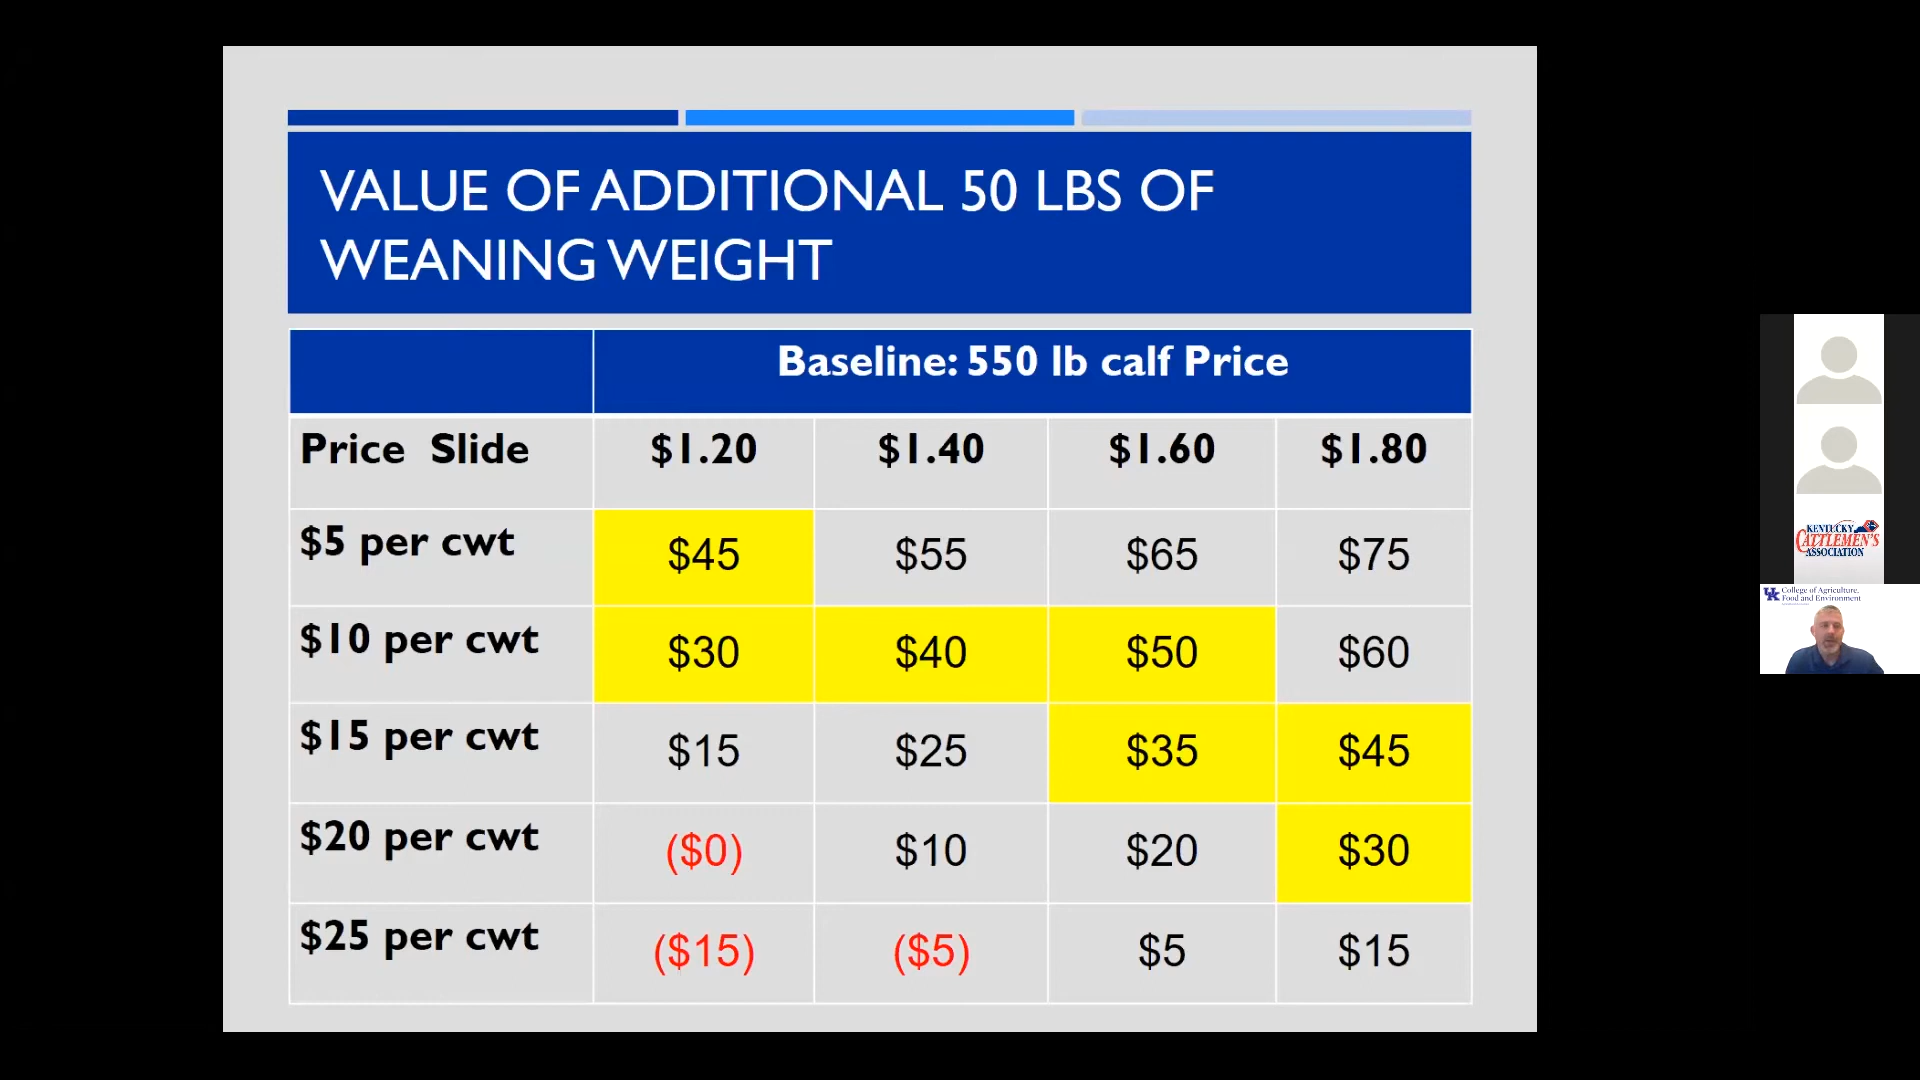 VALUE OF ADDITIONAL 50 LBS OF
WEANING WEIGHT
Baseline: 550 lb calf Price
Price Slide $1.20 $1.40 $1.60 $1.80
$5 per cwt $45 $55 $65 $75
$10 per cwt $30 $40 $50 $60
$15 per cwt $15 $25 $35 $45
$20 per cwt ($0) $10 $20 $30
$25 per cwt ($15) ($5) $5 $15
KENTUCKY
CATTLEMEN'S
ASSOCIATION
UK College of Agriculture,
Food and Environment